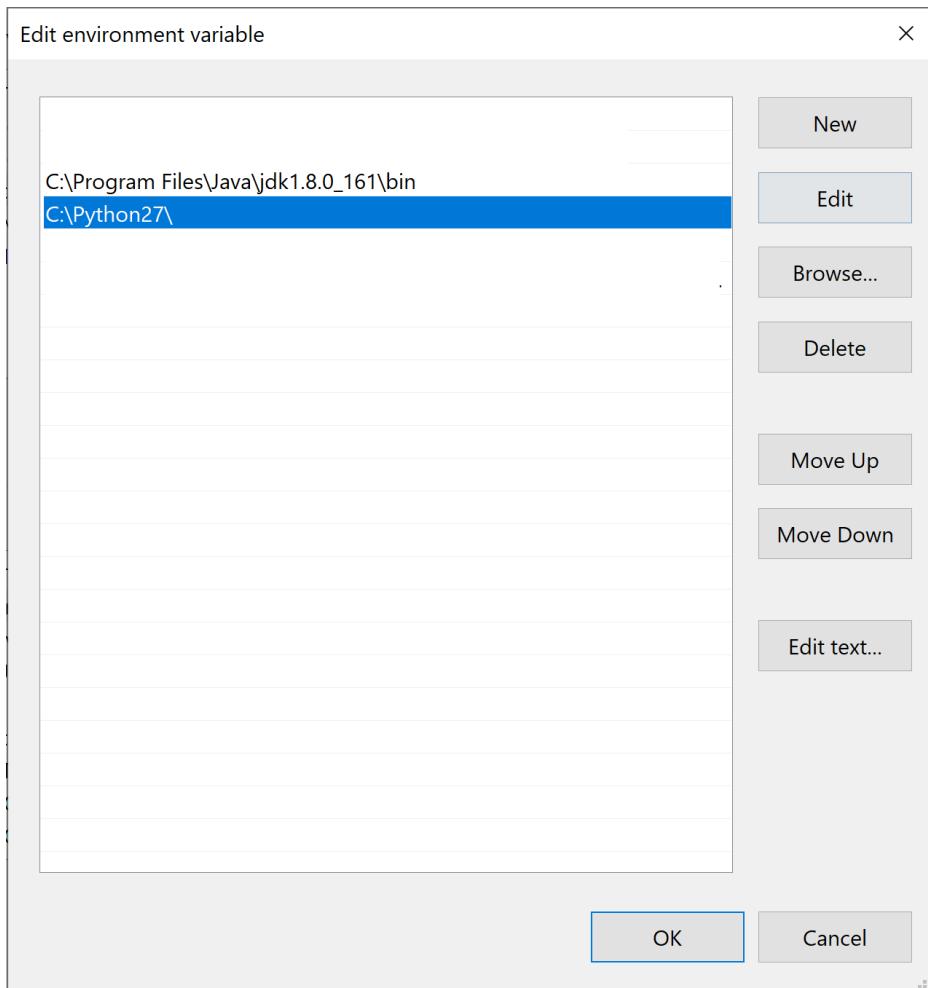 Edit environment variable
New
C:\Program Files\Java\jdk1.8.0_161\bin
Edit
C:\Python27\
Browse...
Delete
Move Up
Move Down
Edit text...
OK
Cancel